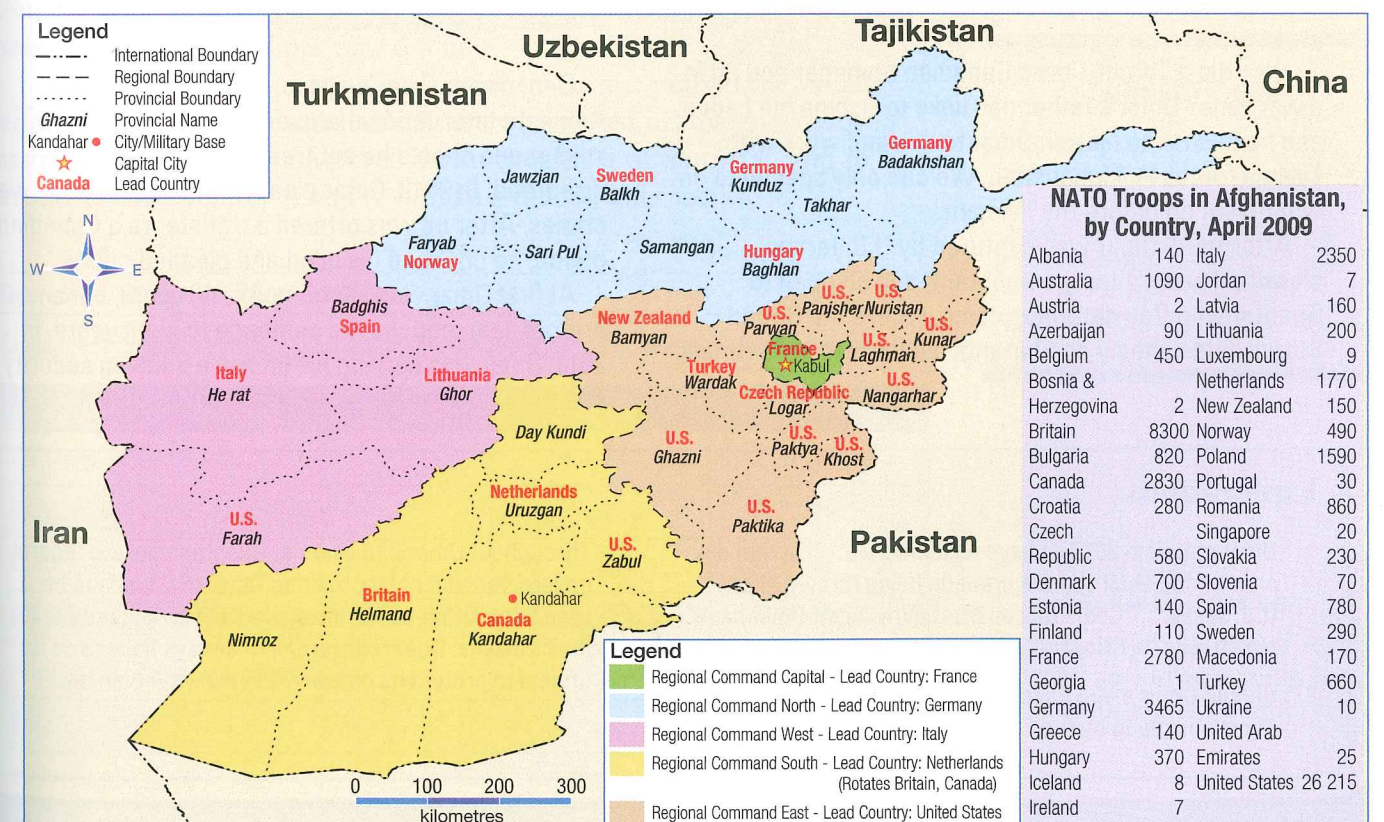 Legend
International Boundary
Regional Boundary
Provincial Boundary
Ghazni Provincial Name
Kandahar City/Military Base
Capital City
Canada Lead Country
N
W E
S
Turkmenistan
Uzbekistan
Tajikistan
China
Iran
Pakistan
Jawzjan
Sweden
Balkh
Germany
Kunduz
Germany
Badakhshan
Takhar
Faryab
Norway
Sari Pul
Samangan
Hungary
Baghlan
Badghis
Spain
Italy
He rat
Lithuania
Ghor
U.S.
Farah
New Zealand
Bamyan
U.S.
Parwan
U.S.
Panjsher
U.S.
Nuristan
U.S.
Kunar
U.S.
Laghman
France
Kabul
Turkey
Wardak
Czech Republic
Logar
U.S.
Nangarhar
U.S.
Ghazni
U.S.
Paktya
U.S.
Khost
U.S.
Paktika
Day Kundi
Netherlands
Uruzgan
U.S.
Zabul
Kandahar
Canada
Kandahar
Britain
Helmand
Nimroz
0 100 200 300
kilometres
Legend
Regional Command Capital - Lead Country: France
Regional Command North - Lead Country: Germany
Regional Command West - Lead Country: Italy
Regional Command South - Lead Country: Netherlands
(Rotates Britain, Canada)
Regional Command East - Lead Country: United States
NATO Troops in Afghanistan,
by Country, April 2009
Albania 140 Italy 2350
Australia 1090 Jordan 7
Austria 2 Latvia 160
Azerbaijan 90 Lithuania 200
Belgium 450 Luxembourg 9
Bosnia & Netherlands 1770
Herzegovina 2 New Zealand 150
Britain 8300 Norway 490
Bulgaria 820 Poland 1590
Canada 2830 Portugal 30
Croatia 280 Romania 860
Czech Singapore 20
Republic 580 Slovakia 230
Denmark 700 Slovenia 70
Estonia 140 Spain 780
Finland 110 Sweden 290
France 2780 Macedonia 170
Georgia 1 Turkey 660
Germany 3465 Ukraine 10
Greece 140 United Arab
Hungary 370 Emirates 25
Iceland 8 United States 26 215
Ireland 7